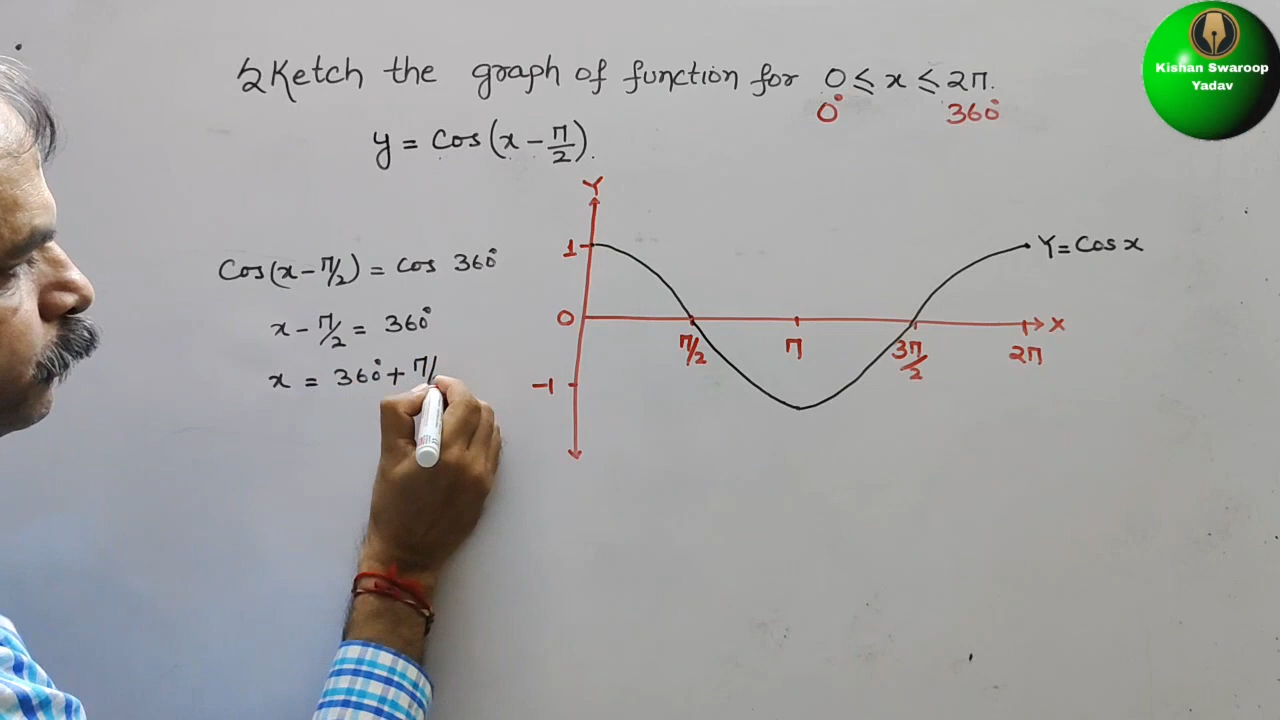 Sketch the graph of function for 0 ≤ x ≤ 2π.
0° 360°
y = cos(x - π/2).
Cos(x - π/2) = cos 360°
x - π/2 = 360°
x = 360° + π/
Y
1
0
-1
π/2
π
3π/2
2π
X
Y = Cos x
Kishan Swaroop
Yadav